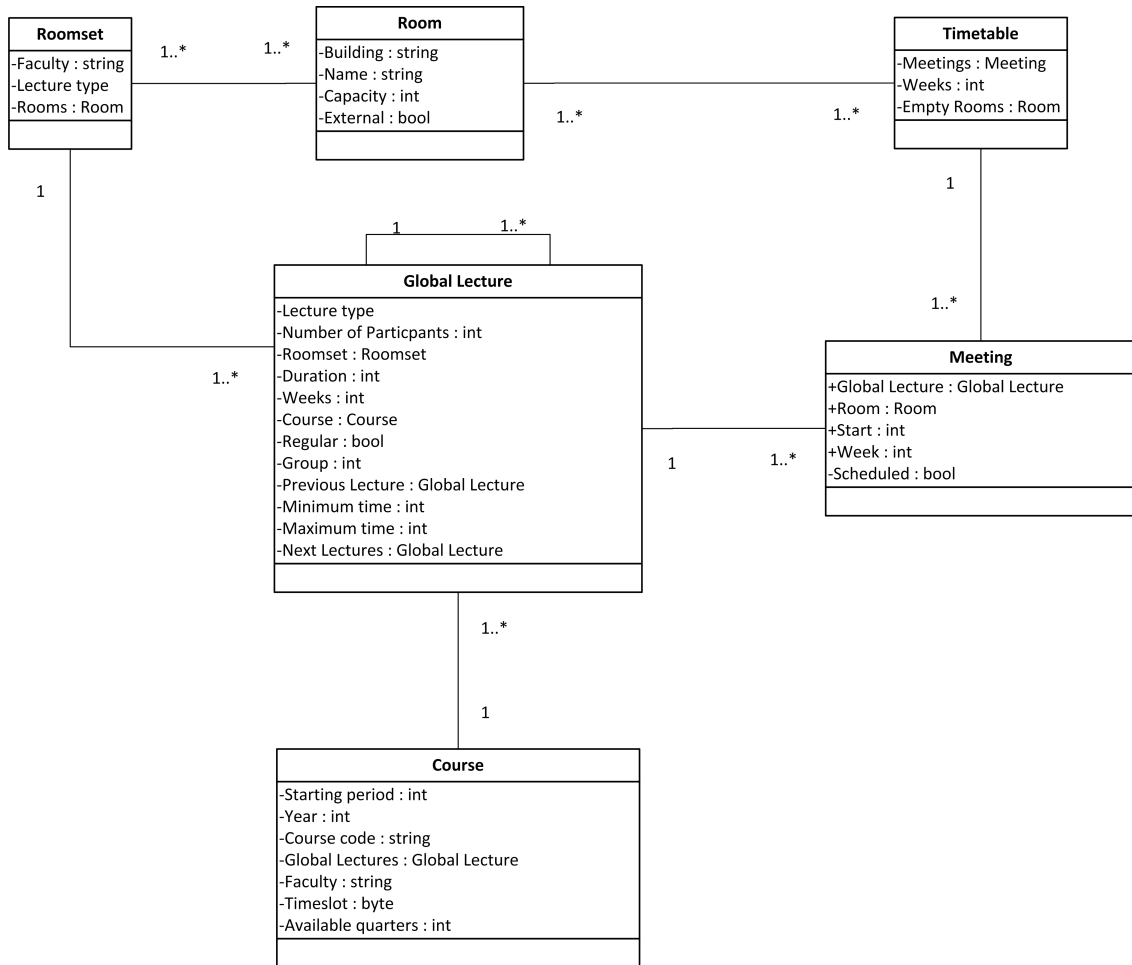 Roomset
-Faculty : string
-Lecture type
-Rooms : Room
1..*
1..*
Room
-Building : string
-Name : string
-Capacity : int
-External : bool
1..*
1..*
Timetable
-Meetings : Meeting
-Weeks : int
-Empty Rooms : Room
1
1
1..*
1
1..*
1..*
Global Lecture
-Lecture type
-Number of Particpants : int
-Roomset : Roomset
-Duration : int
-Weeks : int
-Course : Course
-Regular : bool
-Group : int
-Previous Lecture : Global Lecture
-Minimum time : int
-Maximum time : int
-Next Lectures : Global Lecture
1
1..*
Meeting
+Global Lecture : Global Lecture
+Room : Room
+Start : int
+Week : int
-Scheduled : bool
1..*
1
Course
-Starting period : int
-Year : int
-Course code : string
-Global Lectures : Global Lecture
-Faculty : string
-Timeslot : byte
-Available quarters : int